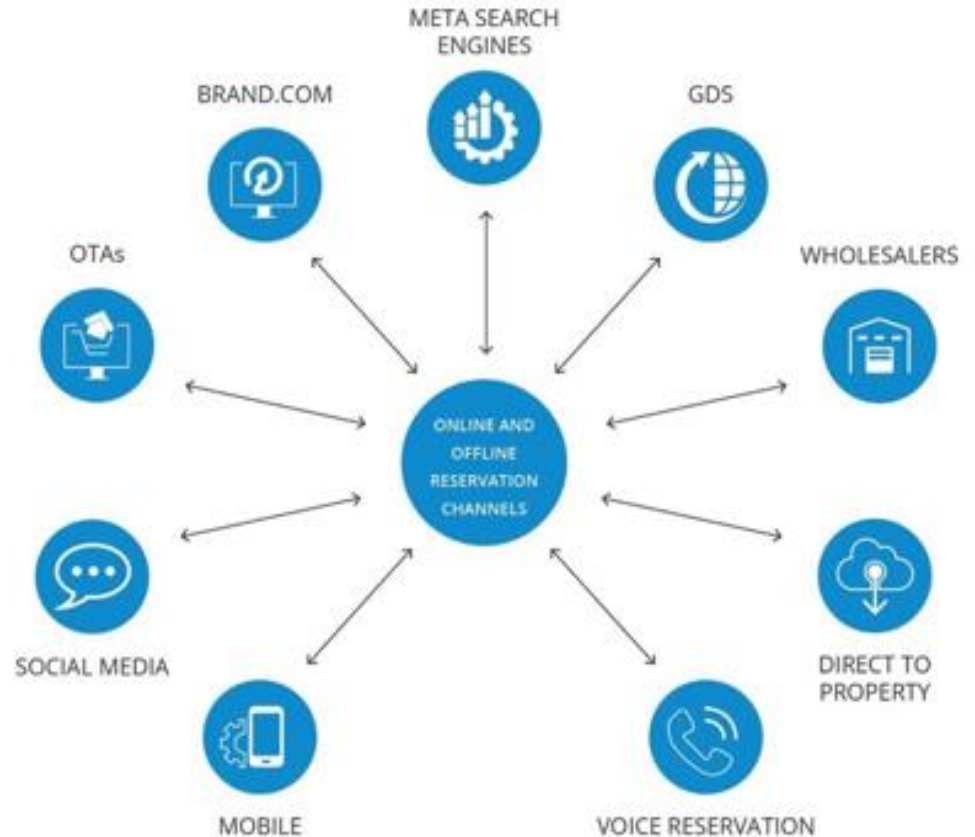 META SEARCH
ENGINES
BRAND.COM
GDS
OTAs
WHOLESALERS
ONLINE AND
OFFLINE
RESERVATION
CHANNELS
SOCIAL MEDIA
DIRECT TO
PROPERTY
MOBILE
VOICE RESERVATION